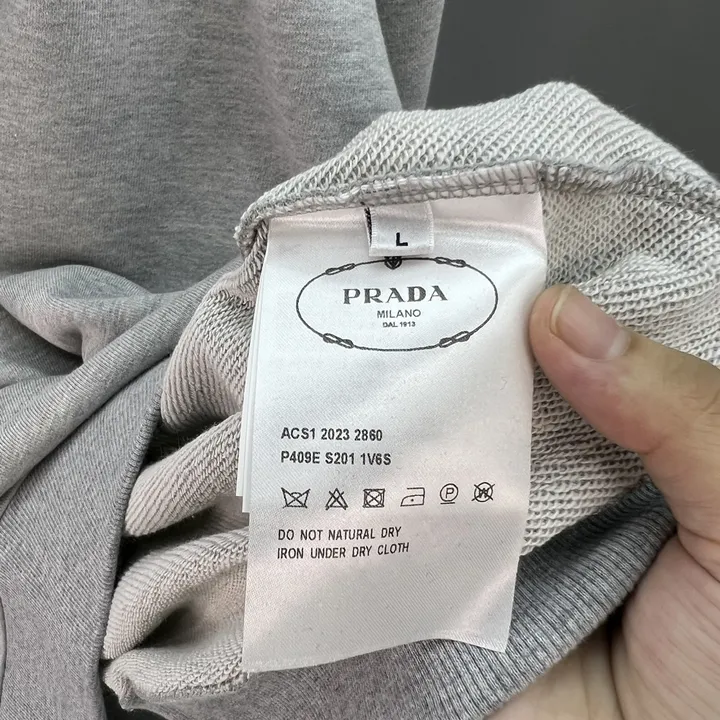 L
PRADA
MILANO
DAL 1913
ACS1 2023 2860
P409E S201 1V6S
P
W
DO NOT NATURAL DRY
IRON UNDER DRY CLOTH